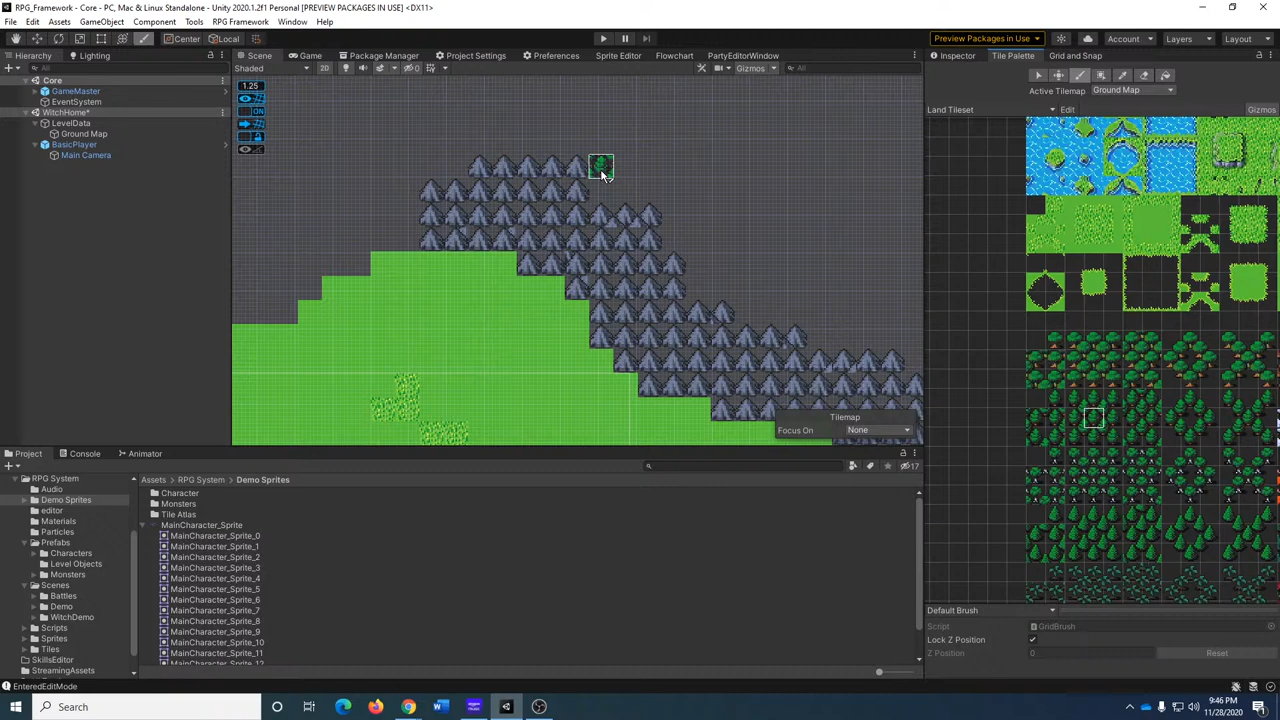 RPG_Framework - Core - PC, Mac & Linux Standalone - Unity 2020.1.2f1 Personal [PREVIEW PACKAGES IN USE] <DX11>
File Edit Assets GameObject Component Tools RPG Framework Window Help
Center Local Preview Packages in Use Account Layers Layout
Hierarchy Lighting Scene Game Package Manager Project Settings Preferences Sprite Editor Flowchart PartyEditorWindow Inspector Tile Palette Grid and Snap
All Shaded 2D 0 Gizmos All
Core
GameMaster
EventSystem
WitchHome*
LevelData
Ground Map
BasicPlayer
Main Camera
1.25
ON
Active Tilemap Ground Map
Land Tileset Edit Gizmos
Tilemap
Focus On None
Project Console Animator
17
RPG System
Audio
Demo Sprites
editor
Materials
Particles
Prefabs
Characters
Level Objects
Monsters
Scenes
Battles
Demo
WitchDemo
Scripts
Sprites
Tiles
SkillsEditor
StreamingAssets
Assets RPG System Demo Sprites
Character
Monsters
Tile Atlas
MainCharacter_Sprite
MainCharacter_Sprite_0
MainCharacter_Sprite_1
MainCharacter_Sprite_2
MainCharacter_Sprite_3
MainCharacter_Sprite_4
MainCharacter_Sprite_5
MainCharacter_Sprite_6
MainCharacter_Sprite_7
MainCharacter_Sprite_8
MainCharacter_Sprite_9
MainCharacter_Sprite_10
MainCharacter_Sprite_11
MainCharacter_Sprite_12
Default Brush
Script GridBrush
Lock Z Position
Z Position 0 Reset
EnteredEditMode
Search
9:46 PM
11/28/2020